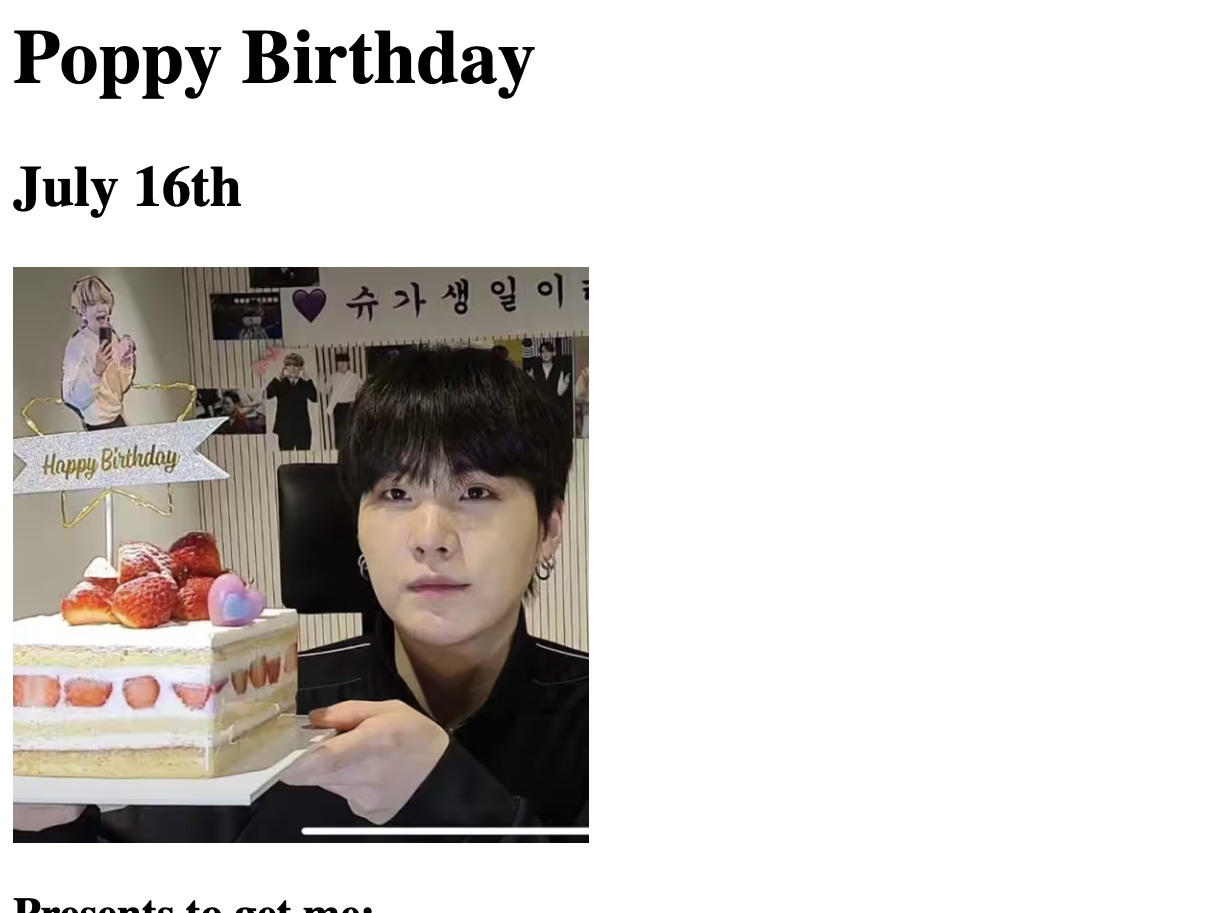 Poppy Birthday
July 16th
💜 슈가생일이
Happy Birthday
Presents to get me: